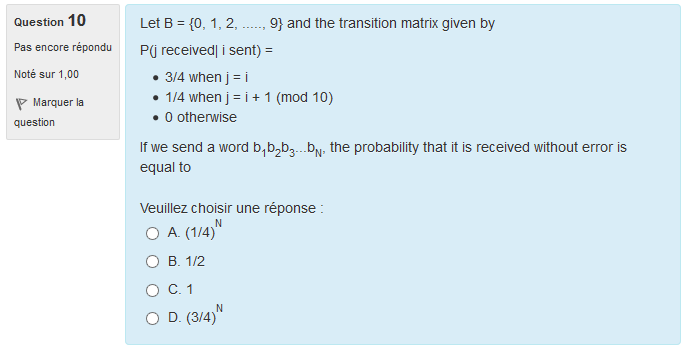 Question 10
Pas encore répondu
Noté sur 1,00
Marquer la
question
Let B = {0, 1, 2, ....., 9} and the transition matrix given by
P(j received| i sent) =
• 3/4 when j = i
• 1/4 when j = i + 1 (mod 10)
• 0 otherwise
If we send a word b₁b₂b₃...bN, the probability that it is received without error is
equal to
Veuillez choisir une réponse :
A. (1/4)^N
B. 1/2
C. 1
D. (3/4)^N